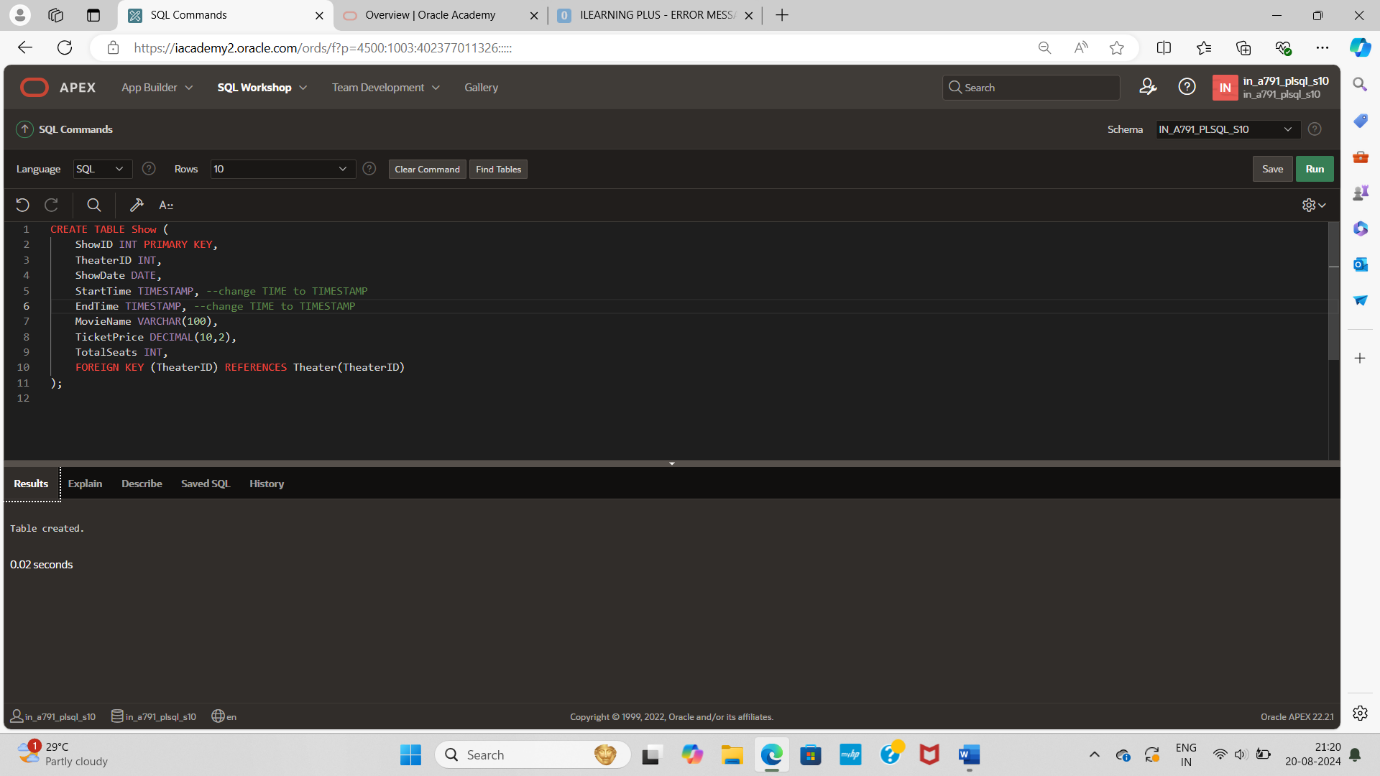 SQL Commands
Overview | Oracle Academy
ILEARNING PLUS - ERROR MESSA
https://iacademy2.oracle.com/ords/f?p=4500:1003:402377011326:::::
APEX App Builder SQL Workshop Team Development Gallery Search IN in_a791_plsql_s10
in_a791_plsql_s10
SQL Commands Schema IN_A791_PLSQL_S10
Language SQL Rows 10 Clear Command Find Tables Save Run
1 CREATE TABLE Show (
2 ShowID INT PRIMARY KEY,
3 TheaterID INT,
4 ShowDate DATE,
5 StartTime TIMESTAMP, --change TIME to TIMESTAMP
6 EndTime TIMESTAMP, --change TIME to TIMESTAMP
7 MovieName VARCHAR(100),
8 TicketPrice DECIMAL(10,2),
9 TotalSeats INT,
10 FOREIGN KEY (TheaterID) REFERENCES Theater(TheaterID)
11 );
12
Results Explain Describe Saved SQL History
Table created.
0.02 seconds
in_a791_plsql_s10 in_a791_plsql_s10 en Copyright © 1999, 2022, Oracle and/or its affiliates. Oracle APEX 22.2.1
1 29°C
Partly cloudy
Search
myhp
ENG
IN
21:20
20-08-2024